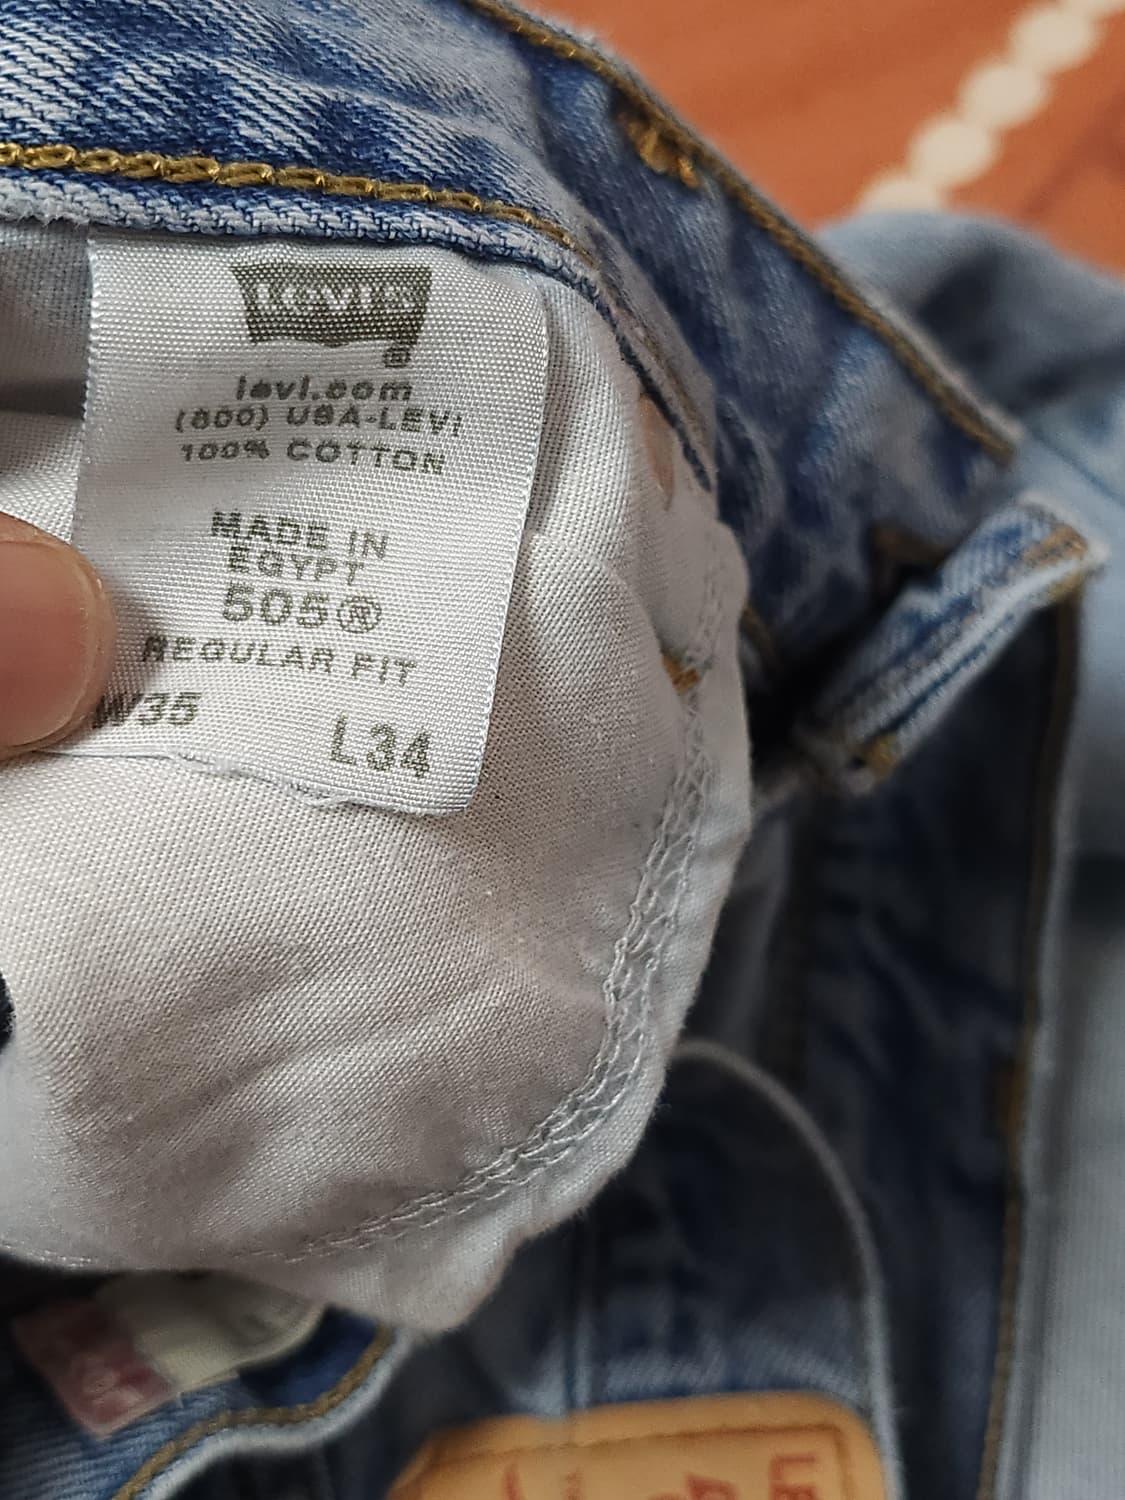 LEVI'S
®
levi.com
(800) USA-LEVI
100% COTTON
MADE IN
EGYPT
505®
REGULAR FIT
W35
L34